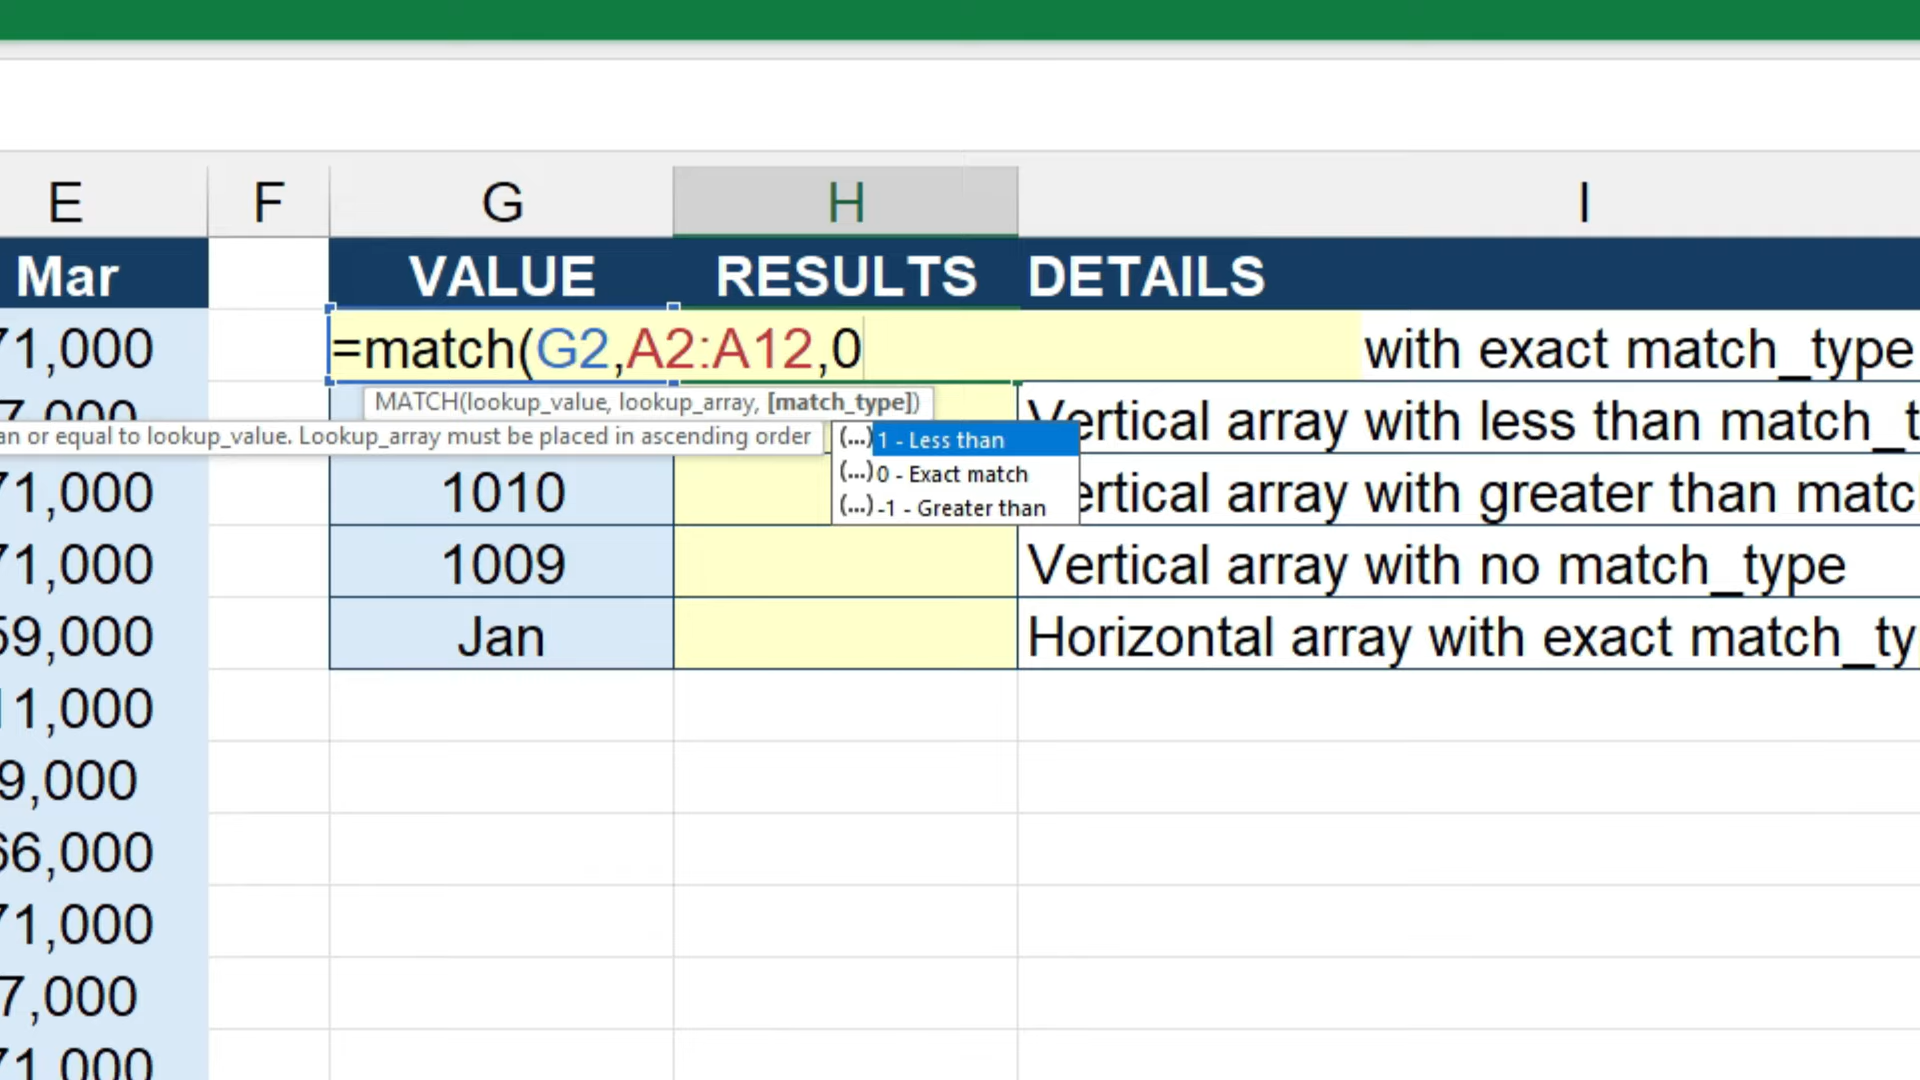 E F G H I
Mar VALUE RESULTS DETAILS
71,000 =match(G2,A2:A12,0 with exact match_type
MATCH(lookup_value, lookup_array, [match_type])
7,000 Vertical array with less than match_t
an or equal to lookup_value. Lookup_array must be placed in ascending order
(...) 1 - Less than
(...) 0 - Exact match
(...) -1 - Greater than
71,000 1010 ertical array with greater than matc
71,000 1009 Vertical array with no match_type
59,000 Jan Horizontal array with exact match_ty
11,000
9,000
66,000
71,000
7,000
71,000